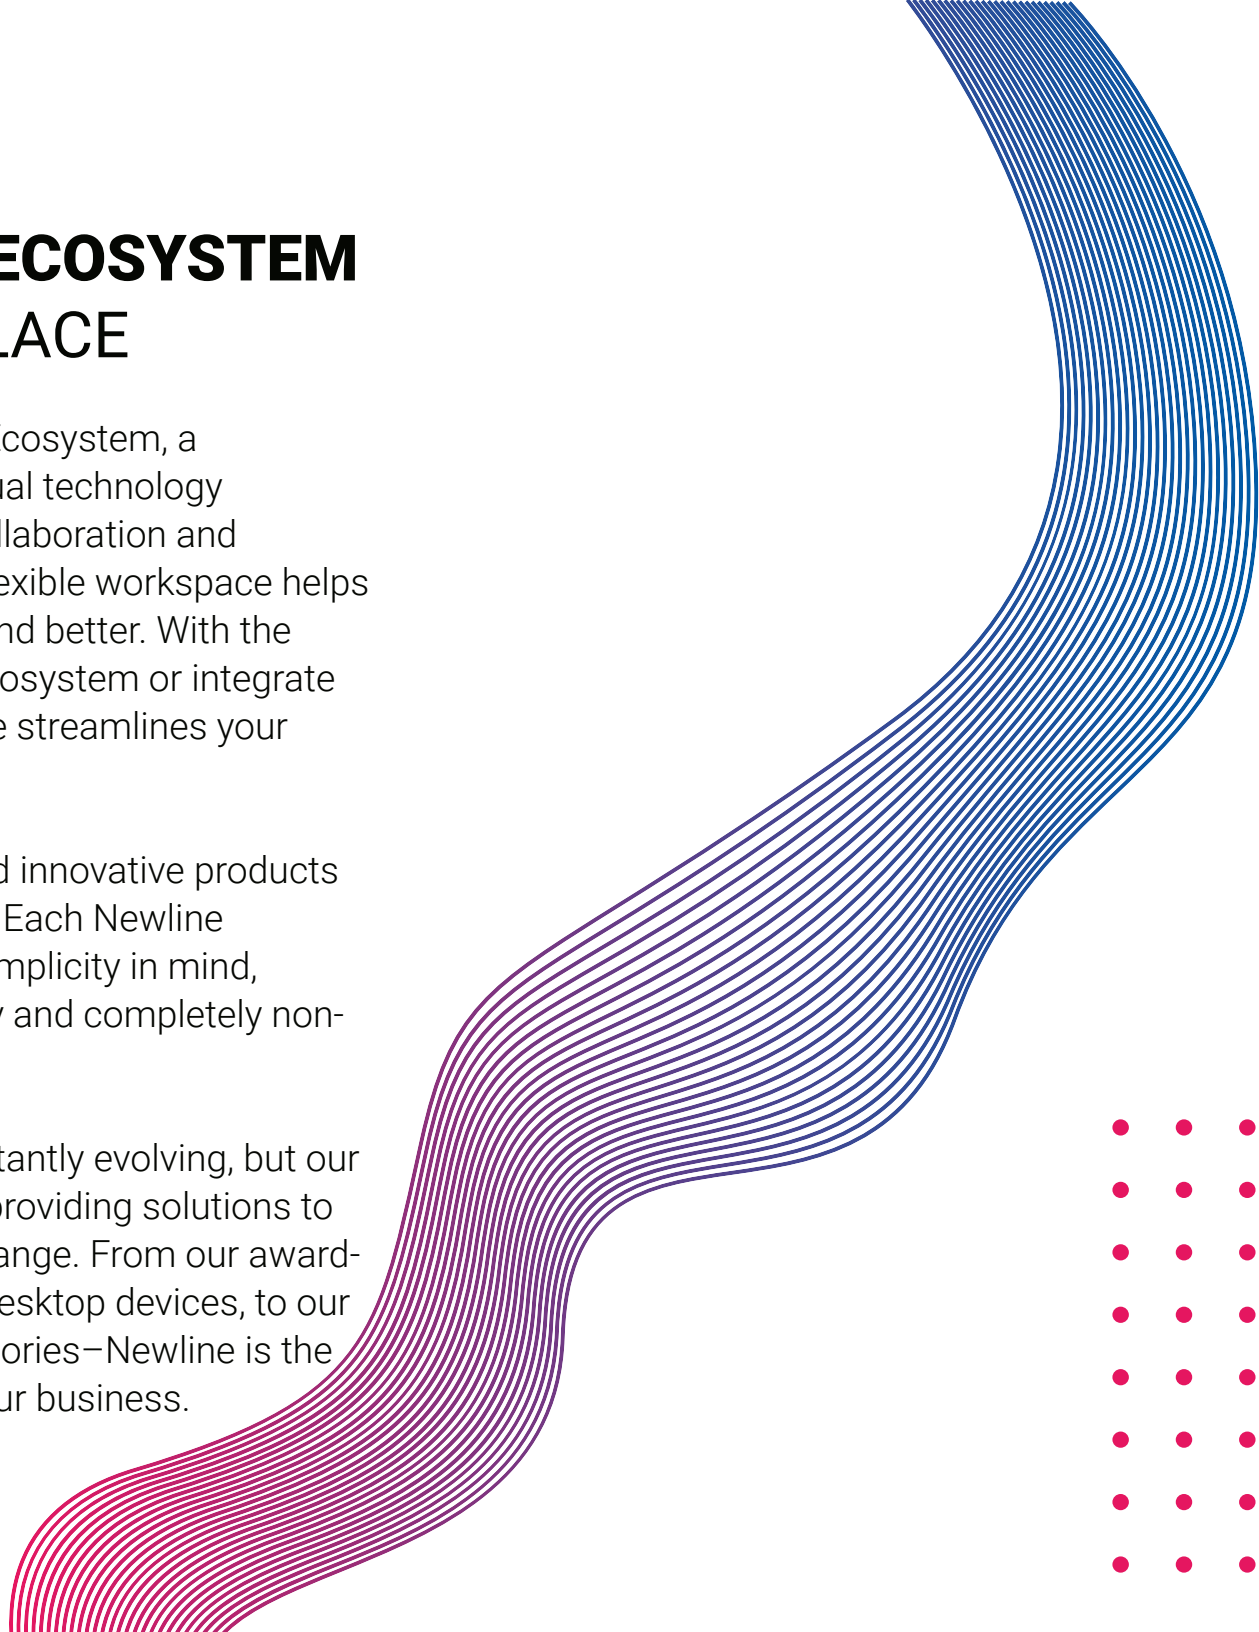 ECOSYSTEM
LACE
cosystem, a
ual technology
llaboration and
exible workspace helps
nd better. With the
osystem or integrate
e streamlines your
d innovative products
Each Newline
mplicity in mind,
y and completely non-
tantly evolving, but our
providing solutions to
ange. From our award-
esktop devices, to our
ories–Newline is the
ur business.